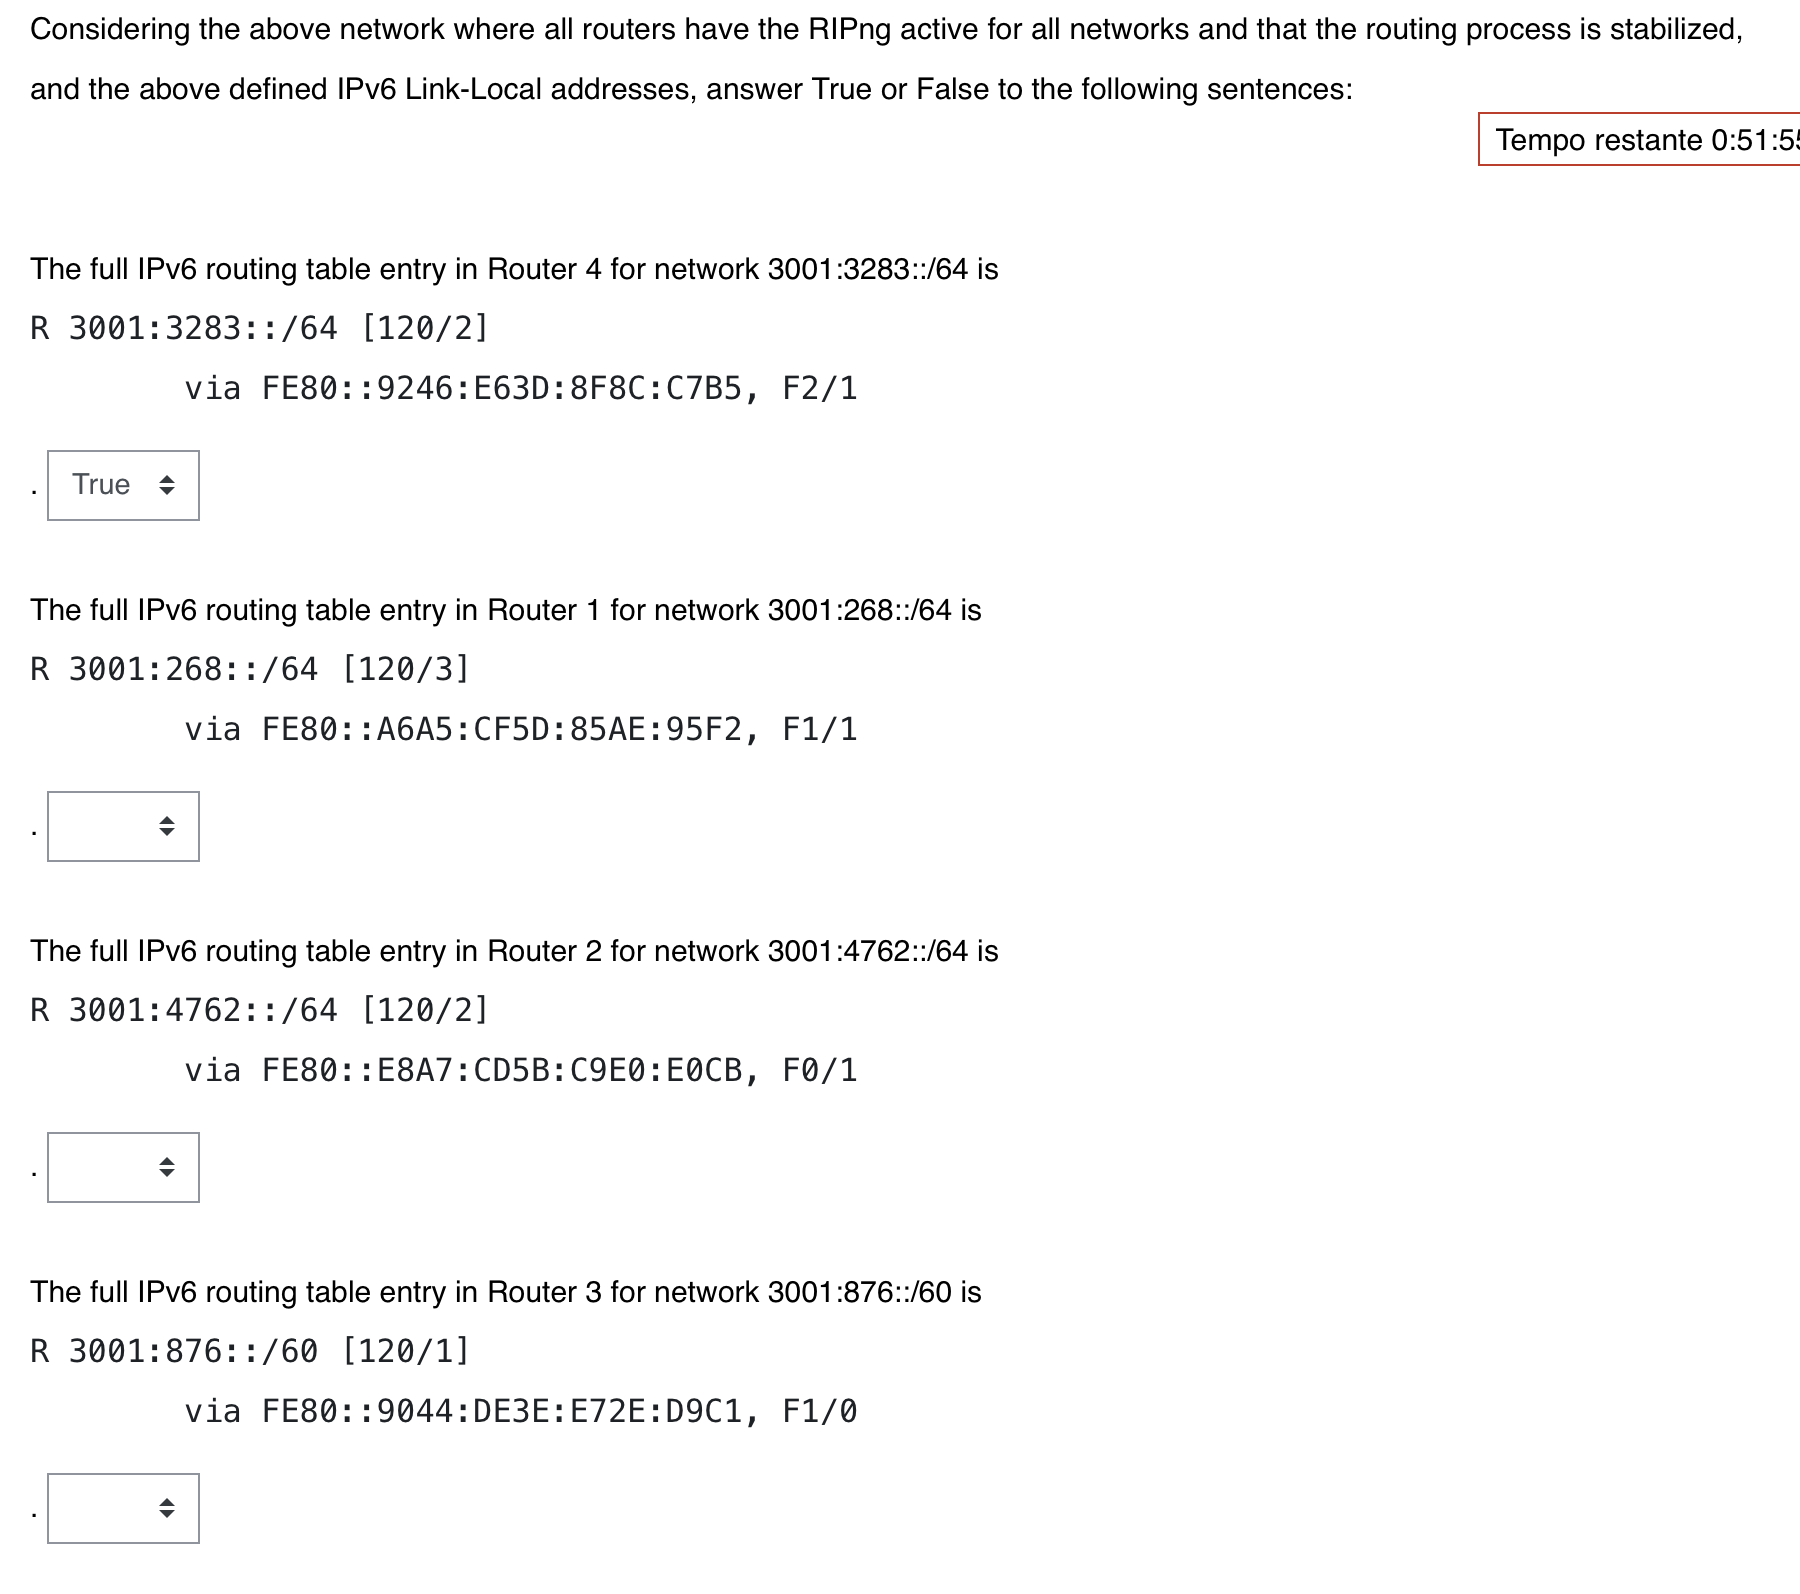 Considering the above network where all routers have the RIPng active for all networks and that the routing process is stabilized,
and the above defined IPv6 Link-Local addresses, answer True or False to the following sentences:
Tempo restante 0:51:55
The full IPv6 routing table entry in Router 4 for network 3001:3283::/64 is
R 3001:3283::/64 [120/2]
via FE80::9246:E63D:8F8C:C7B5, F2/1
. True
The full IPv6 routing table entry in Router 1 for network 3001:268::/64 is
R 3001:268::/64 [120/3]
via FE80::A6A5:CF5D:85AE:95F2, F1/1
.
The full IPv6 routing table entry in Router 2 for network 3001:4762::/64 is
R 3001:4762::/64 [120/2]
via FE80::E8A7:CD5B:C9E0:E0CB, F0/1
.
The full IPv6 routing table entry in Router 3 for network 3001:876::/60 is
R 3001:876::/60 [120/1]
via FE80::9044:DE3E:E72E:D9C1, F1/0
.